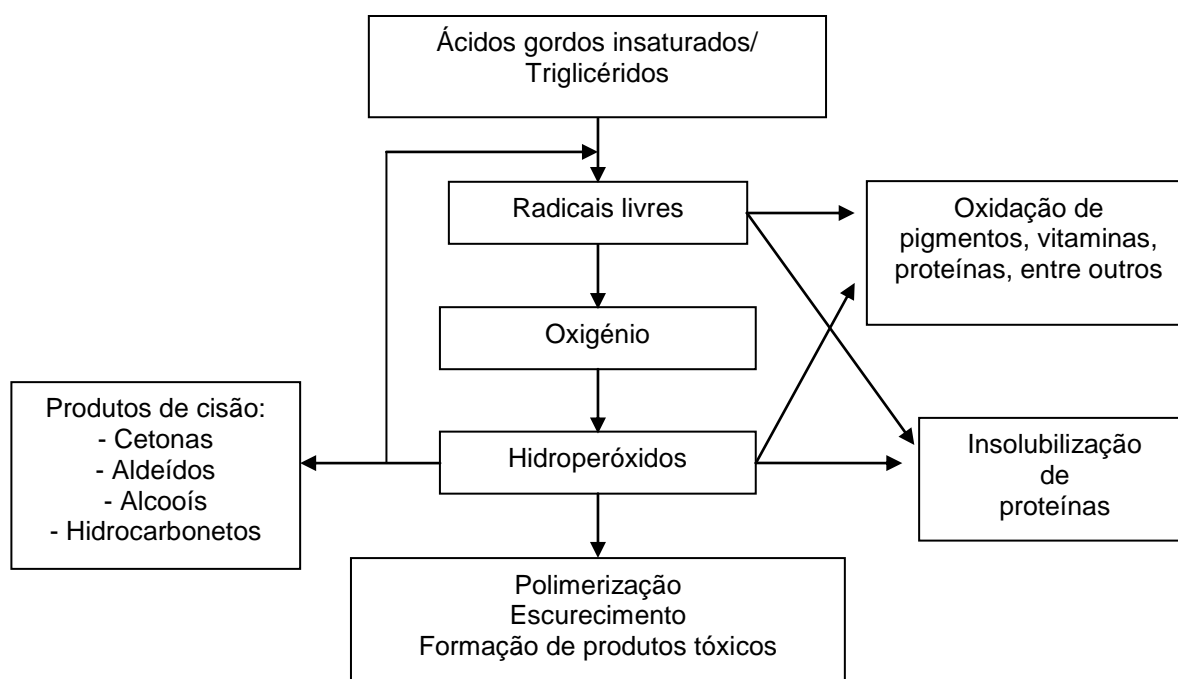 Ácidos gordos insaturados/
Triglicéridos
Radicais livres
Oxidação de
pigmentos, vitaminas,
proteínas, entre outros
Oxigénio
Produtos de cisão:
- Cetonas
- Aldeídos
- Alcooís
- Hidrocarbonetos
Hidroperóxidos
Insolubilização
de
proteínas
Polimerização
Escurecimento
Formação de produtos tóxicos